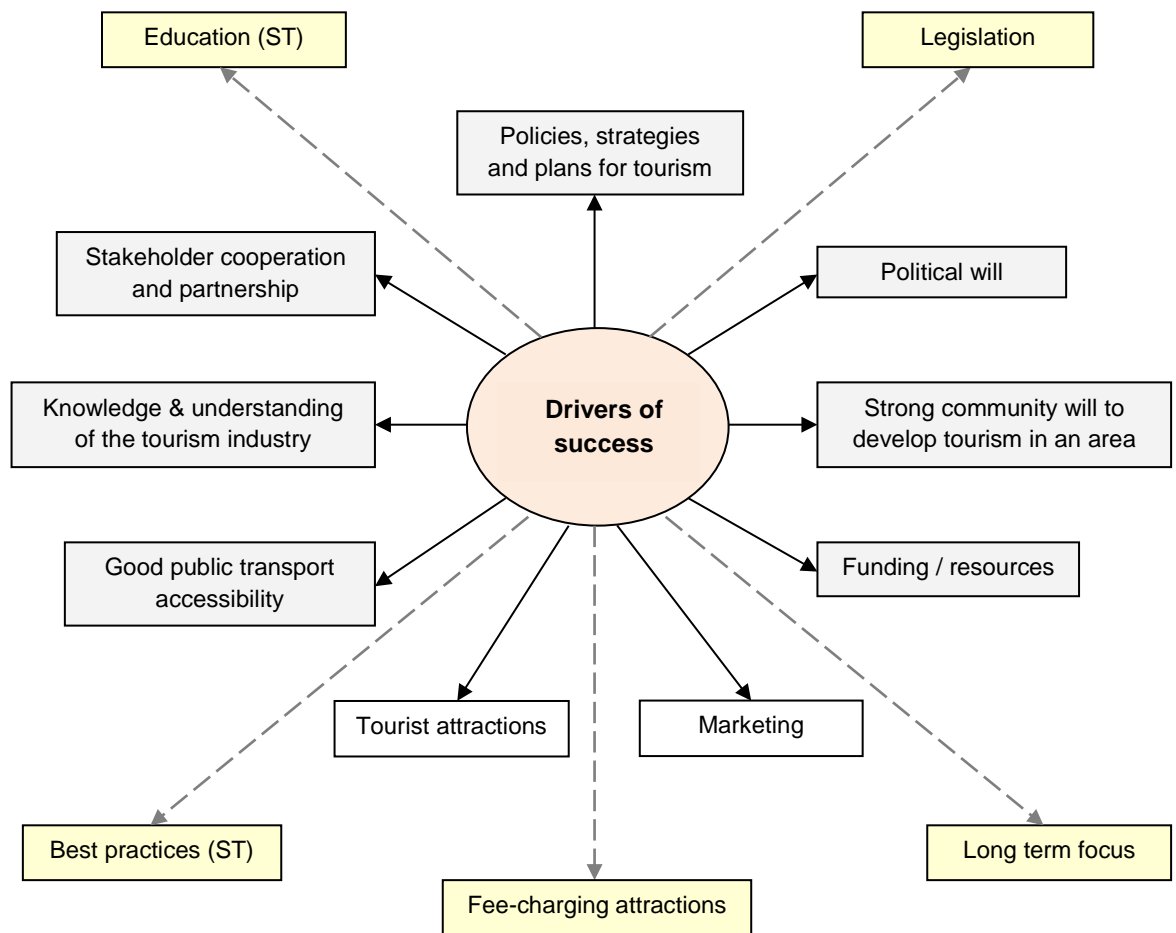 Education (ST)
Legislation
Policies, strategies
and plans for tourism
Stakeholder cooperation
and partnership
Political will
Knowledge & understanding
of the tourism industry
Drivers of
success
Strong community will to
develop tourism in an area
Good public transport
accessibility
Funding / resources
Tourist attractions
Marketing
Best practices (ST)
Long term focus
Fee-charging attractions